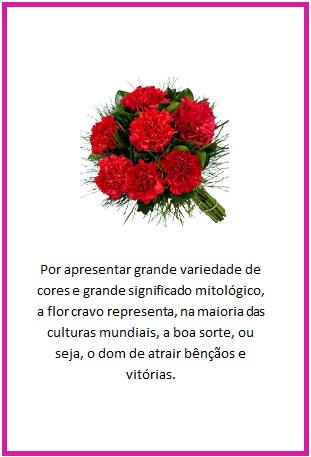 Por apresentar grande variedade de
cores e grande significado mitológico,
a flor cravo representa, na maioria das
culturas mundiais, a boa sorte, ou
seja, o dom de atrair bênçãos e
vitórias.